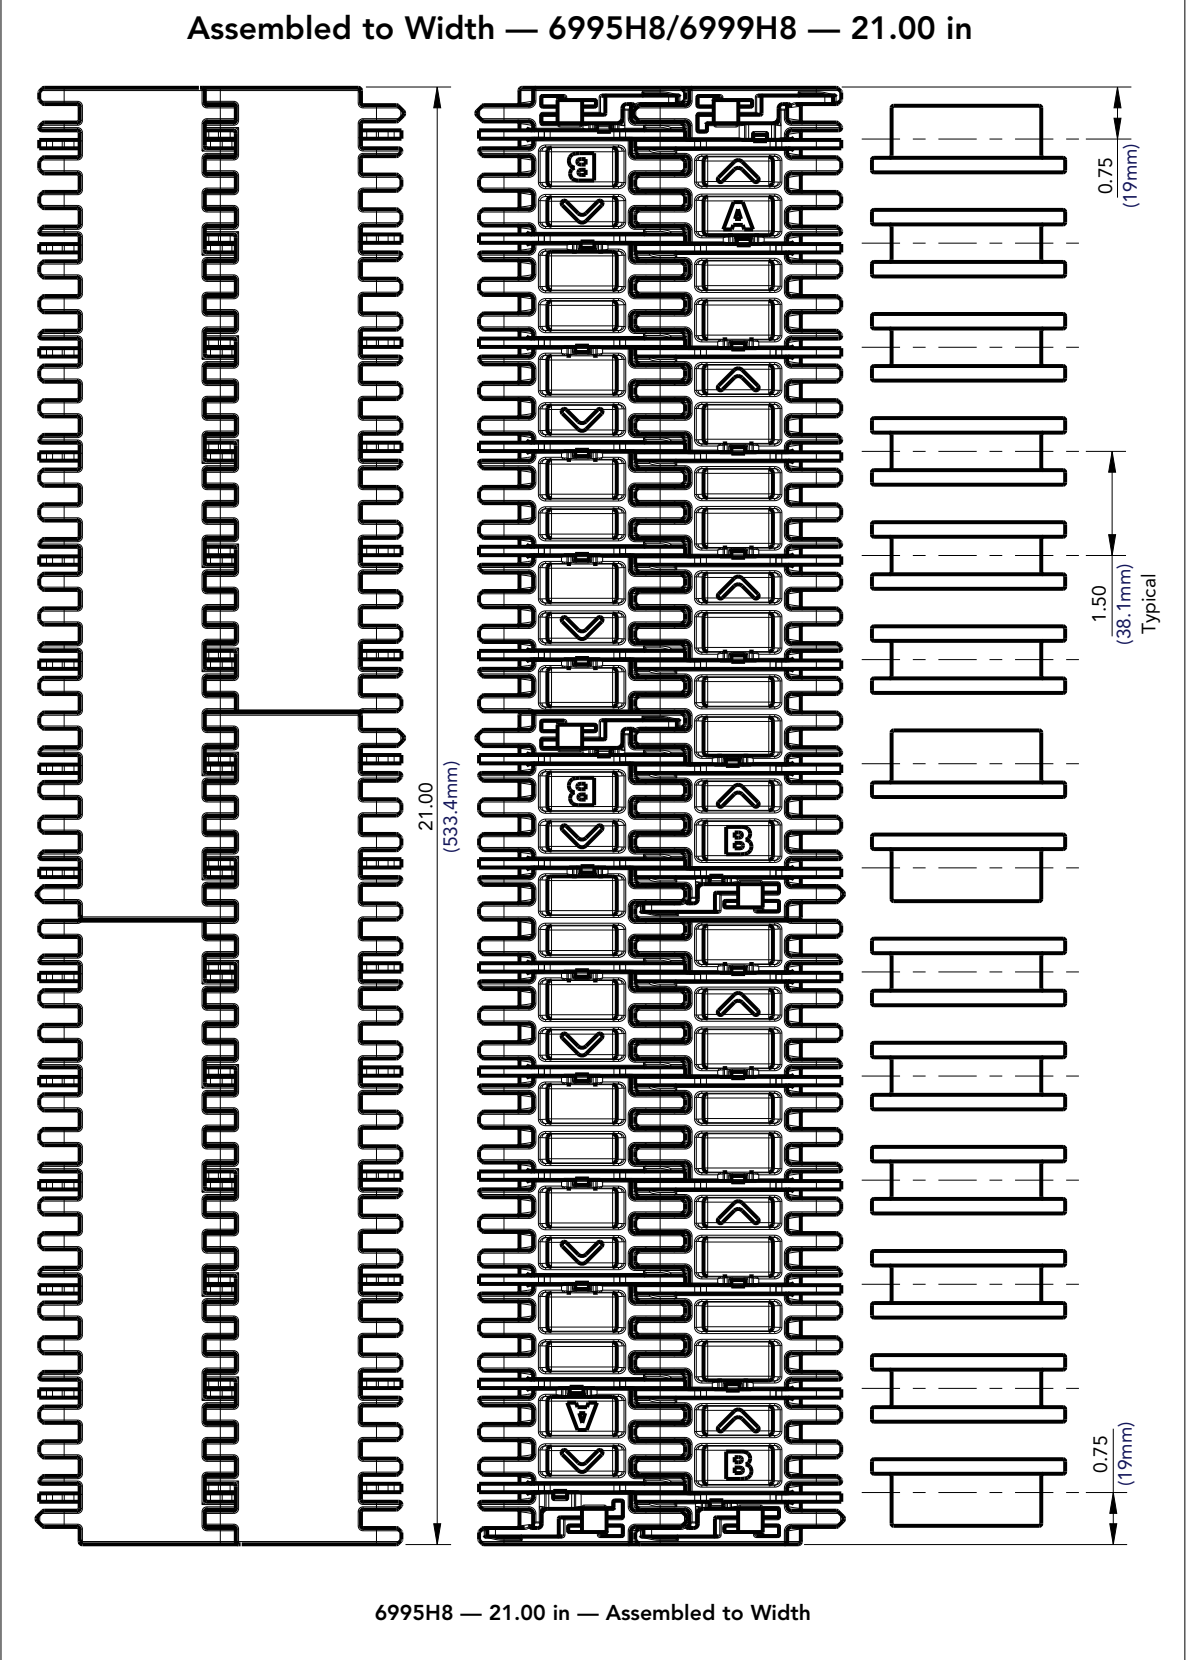 Assembled to Width — 6995H8/6999H8 — 21.00 in
0.75
(19mm)
B
A
1.50
(38.1mm)
Typical
21.00
(533.4mm)
B
B
A
B
0.75
(19mm)
6995H8 — 21.00 in — Assembled to Width